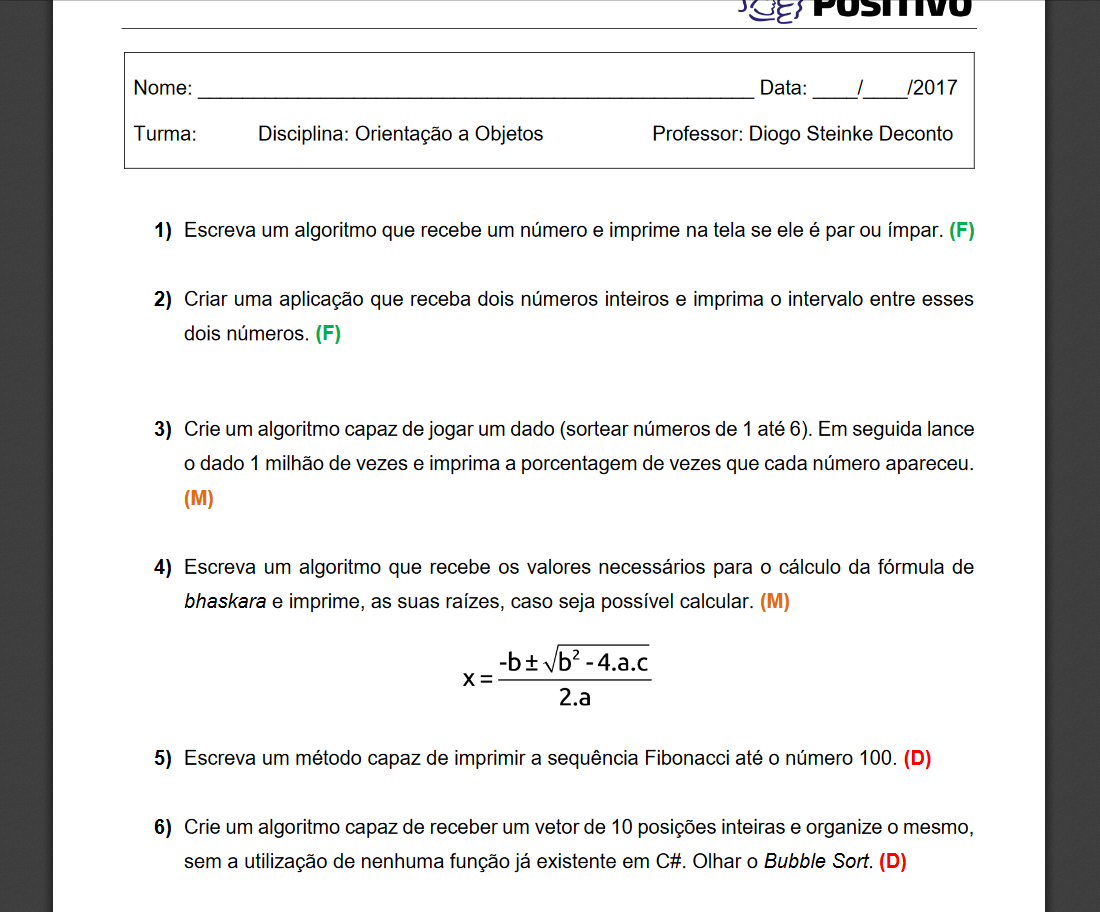 POSITIVO
Nome: __________________________________________________ Data: ____/____/2017
Turma: Disciplina: Orientação a Objetos Professor: Diogo Steinke Deconto
1) Escreva um algoritmo que recebe um número e imprime na tela se ele é par ou ímpar. (F)
2) Criar uma aplicação que receba dois números inteiros e imprima o intervalo entre esses
dois números. (F)
3) Crie um algoritmo capaz de jogar um dado (sortear números de 1 até 6). Em seguida lance
o dado 1 milhão de vezes e imprima a porcentagem de vezes que cada número apareceu.
(M)
4) Escreva um algoritmo que recebe os valores necessários para o cálculo da fórmula de
bhaskara e imprime, as suas raízes, caso seja possível calcular. (M)
x = (-b ± √(b² - 4.a.c)) / 2.a
5) Escreva um método capaz de imprimir a sequência Fibonacci até o número 100. (D)
6) Crie um algoritmo capaz de receber um vetor de 10 posições inteiras e organize o mesmo,
sem a utilização de nenhuma função já existente em C#. Olhar o Bubble Sort. (D)